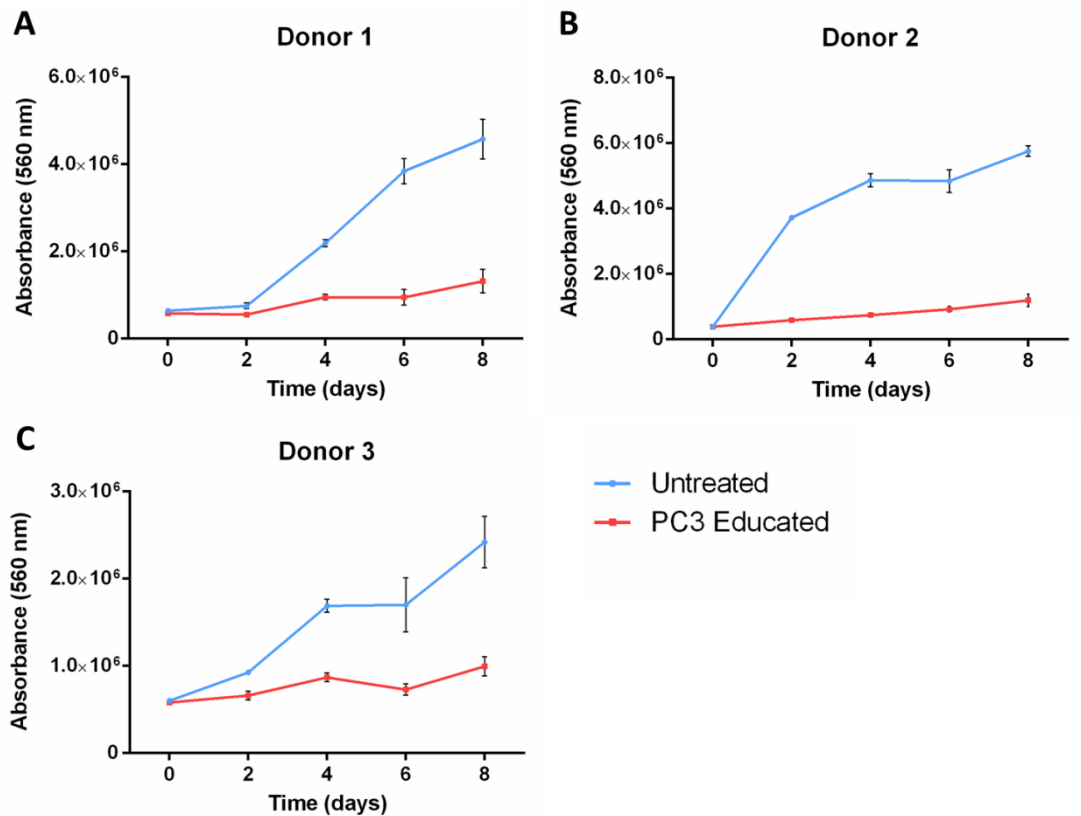 A
Donor 1
6.0×10⁶
4.0×10⁶
2.0×10⁶
0
Absorbance (560 nm)
0 2 4 6 8
Time (days)
B
Donor 2
8.0×10⁶
6.0×10⁶
4.0×10⁶
2.0×10⁶
0
Absorbance (560 nm)
0 2 4 6 8
Time (days)
C
Donor 3
3.0×10⁶
2.0×10⁶
1.0×10⁶
0
Absorbance (560 nm)
0 2 4 6 8
Time (days)
Untreated
PC3 Educated